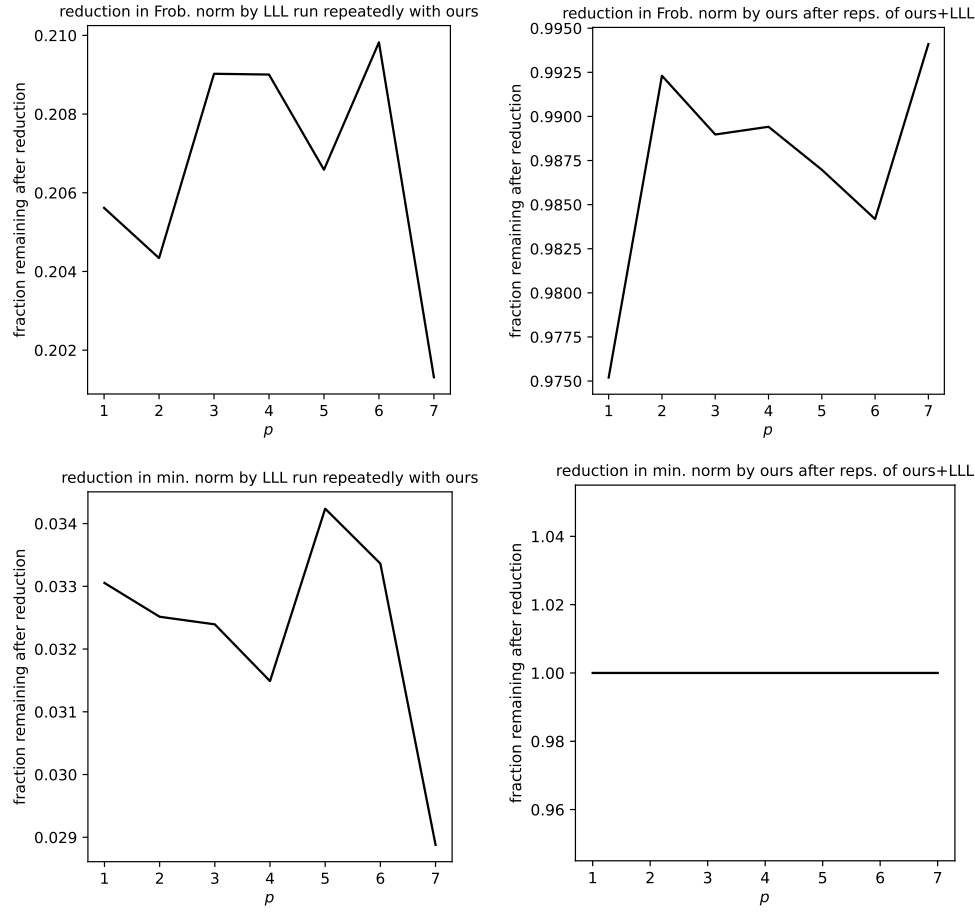 reduction in Frob. norm by LLL run repeatedly with ours
fraction remaining after reduction
0.210
0.208
0.206
0.204
0.202
1 2 3 4 5 6 7
p
reduction in Frob. norm by ours after reps. of ours+LLL
fraction remaining after reduction
0.9950
0.9925
0.9900
0.9875
0.9850
0.9825
0.9800
0.9775
0.9750
1 2 3 4 5 6 7
p
reduction in min. norm by LLL run repeatedly with ours
fraction remaining after reduction
0.034
0.033
0.032
0.031
0.030
0.029
1 2 3 4 5 6 7
p
reduction in min. norm by ours after reps. of ours+LLL
fraction remaining after reduction
1.04
1.02
1.00
0.98
0.96
1 2 3 4 5 6 7
p